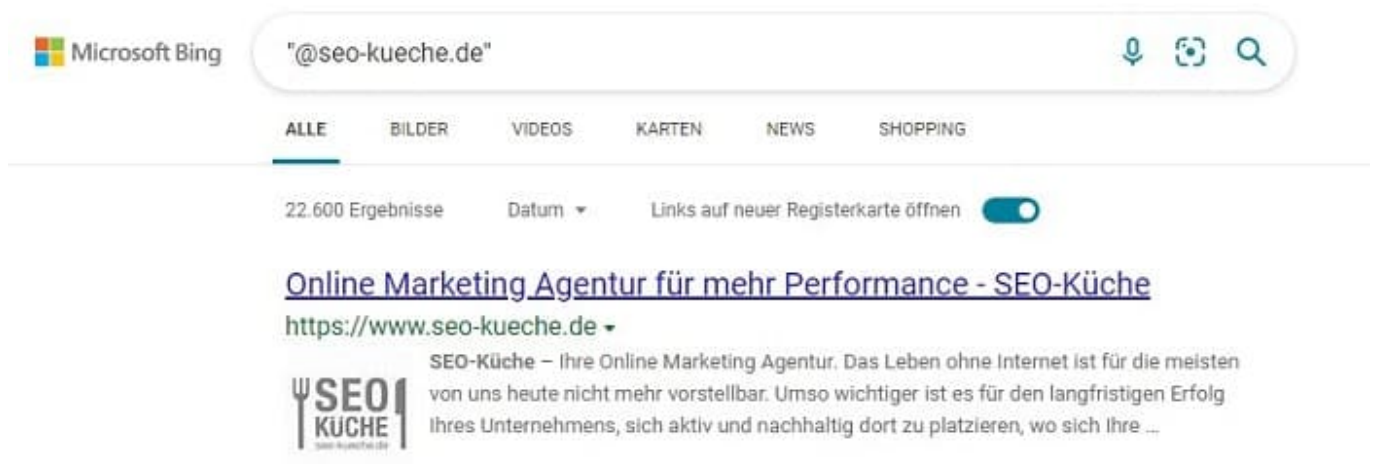 Microsoft Bing
"@seo-kueche.de"
ALLE BILDER VIDEOS KARTEN NEWS SHOPPING
22.600 Ergebnisse Datum Links auf neuer Registerkarte öffnen
Online Marketing Agentur für mehr Performance - SEO-Küche
https://www.seo-kueche.de
SEO-Küche – Ihre Online Marketing Agentur. Das Leben ohne Internet ist für die meisten
von uns heute nicht mehr vorstellbar. Umso wichtiger ist es für den langfristigen Erfolg
Ihres Unternehmens, sich aktiv und nachhaltig dort zu platzieren, wo sich Ihre ...
SEO
KÜCHE
seo-kueche.de